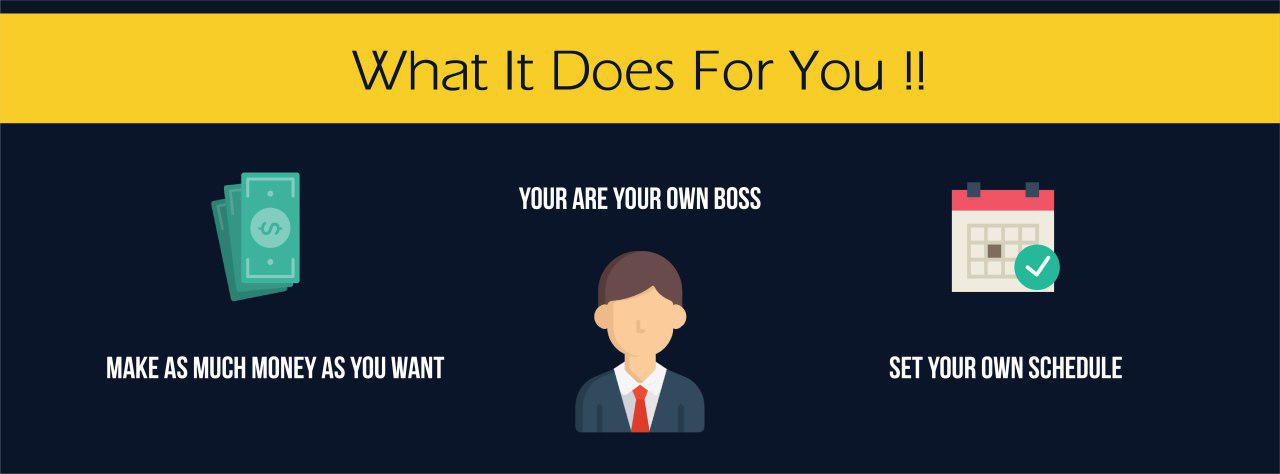 What It Does For You !!
YOUR ARE YOUR OWN BOSS
MAKE AS MUCH MONEY AS YOU WANT
SET YOUR OWN SCHEDULE